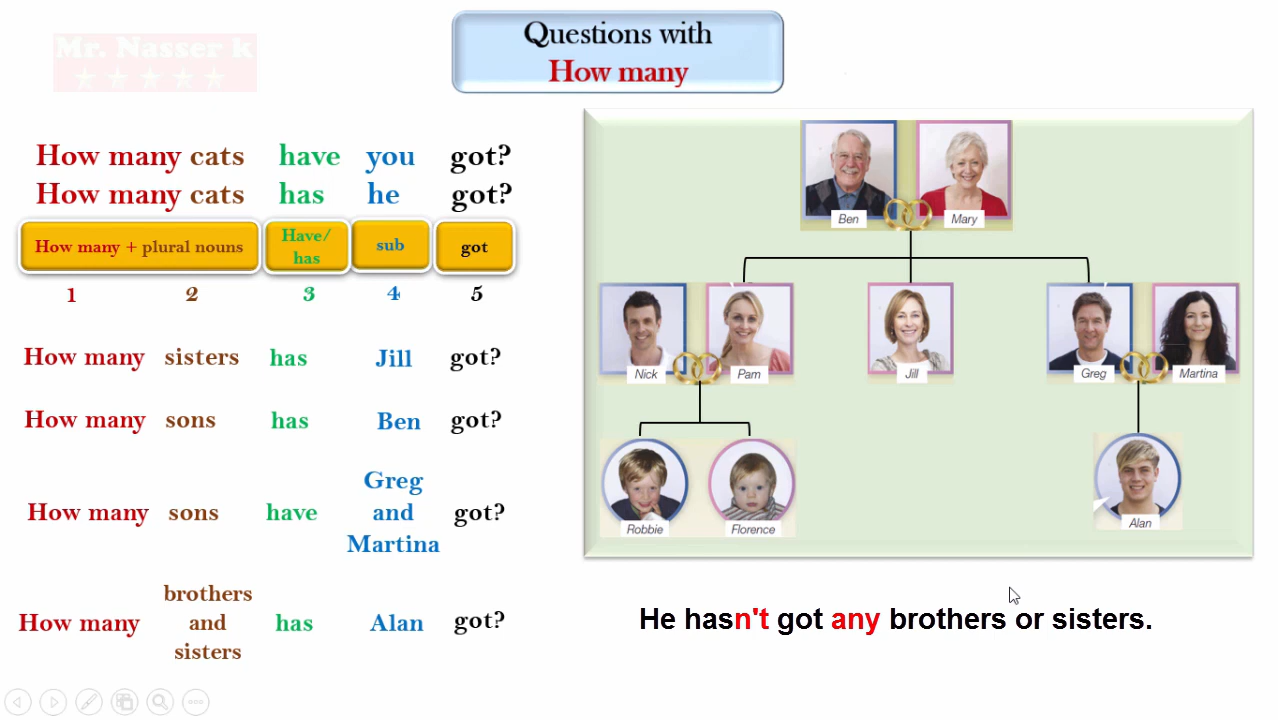 Mr. Nasser k
Questions with
How many
How many cats have you got?
How many cats has he got?
How many + plural nouns
Have/
has
sub
got
1 2 3 4 5
How many sisters has Jill got?
How many sons has Ben got?
How many sons have Greg
and
Martina got?
How many brothers
and
sisters has Alan got?
Ben
Mary
Nick
Pam
Jill
Greg
Martina
Robbie
Florence
Alan
He hasn't got any brothers or sisters.